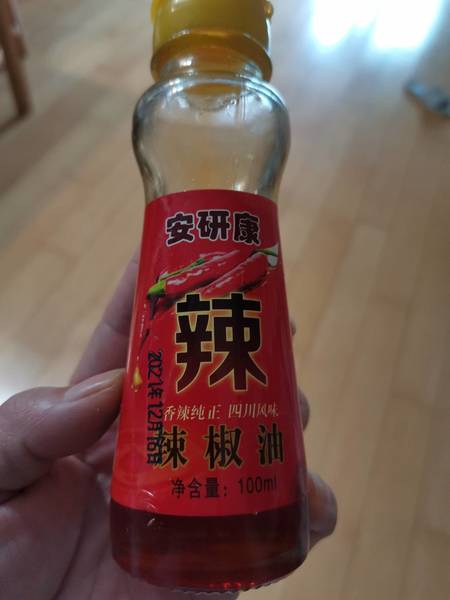 安研康
辣
香辣纯正 四川风味
辣椒油
净含量：100ml
2021年12月16日